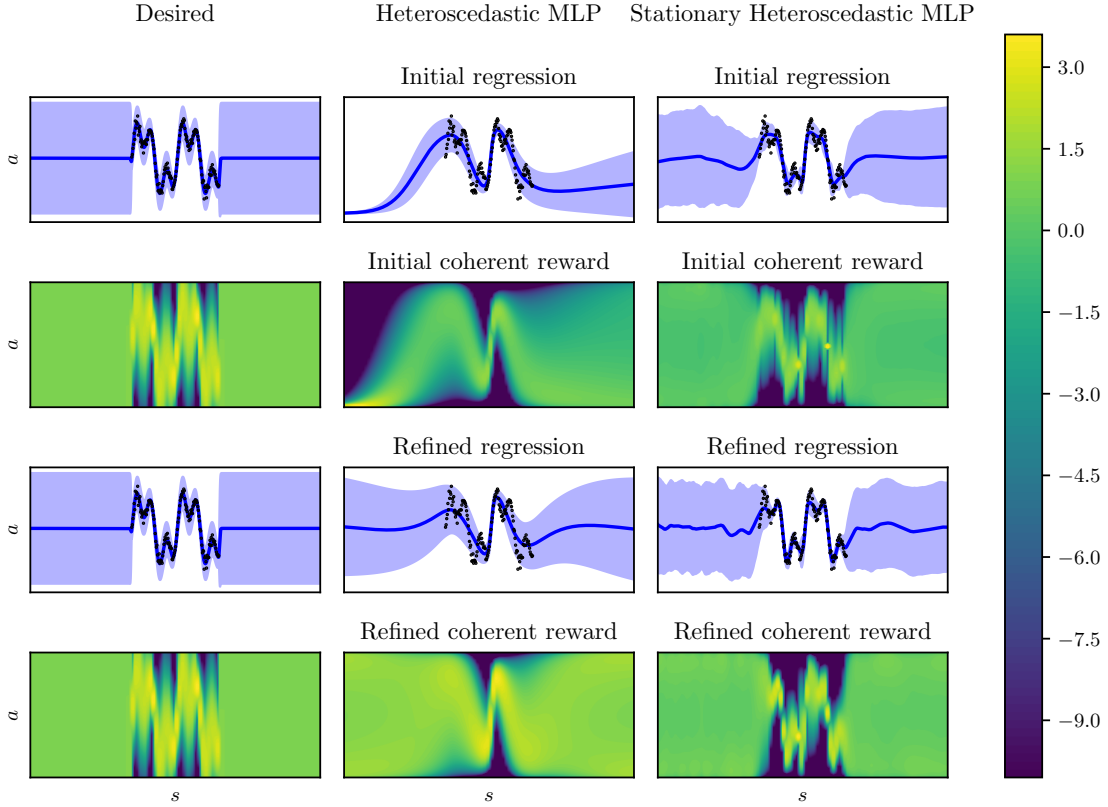 Desired Heteroscedastic MLP Stationary Heteroscedastic MLP
Initial regression Initial regression
a
Initial coherent reward Initial coherent reward
a
Refined regression Refined regression
a
Refined coherent reward Refined coherent reward
a
s s s
3.0
1.5
0.0
−1.5
−3.0
−4.5
−6.0
−7.5
−9.0